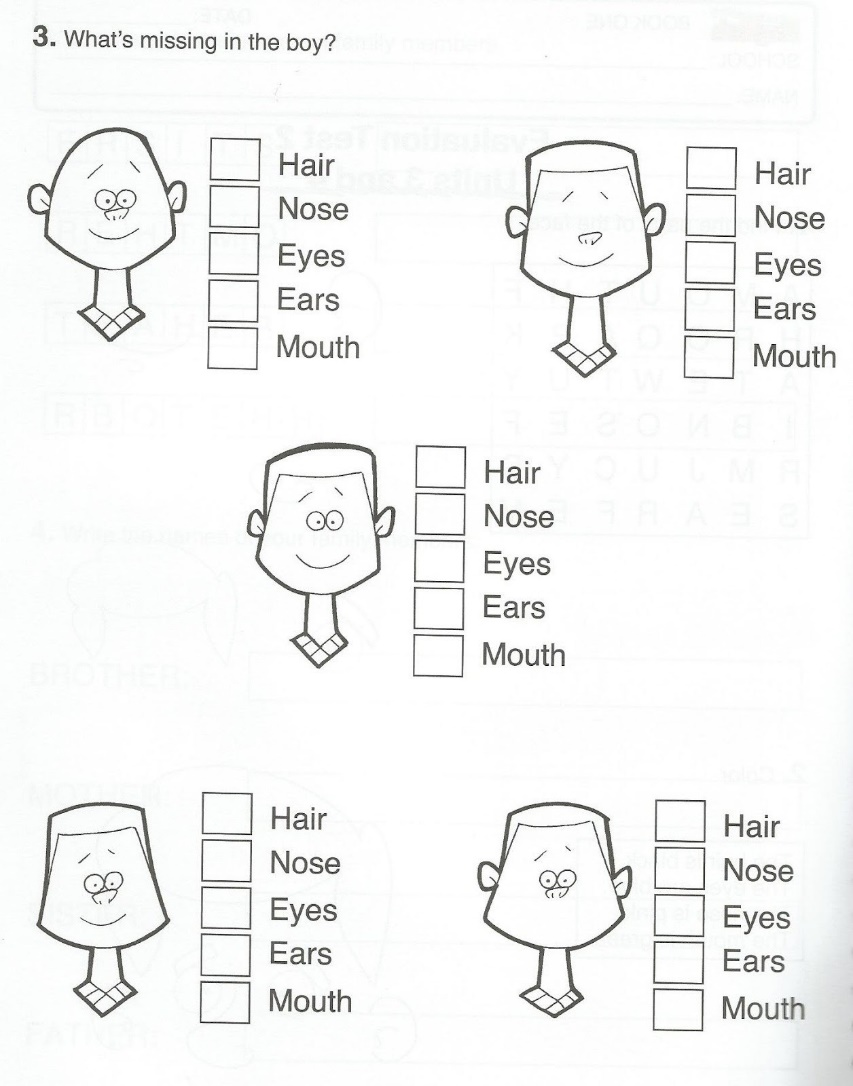 3. What's missing in the boy?
Hair
Nose
Eyes
Ears
Mouth
Hair
Nose
Eyes
Ears
Mouth
Hair
Nose
Eyes
Ears
Mouth
Hair
Nose
Eyes
Ears
Mouth
Hair
Nose
Eyes
Ears
Mouth